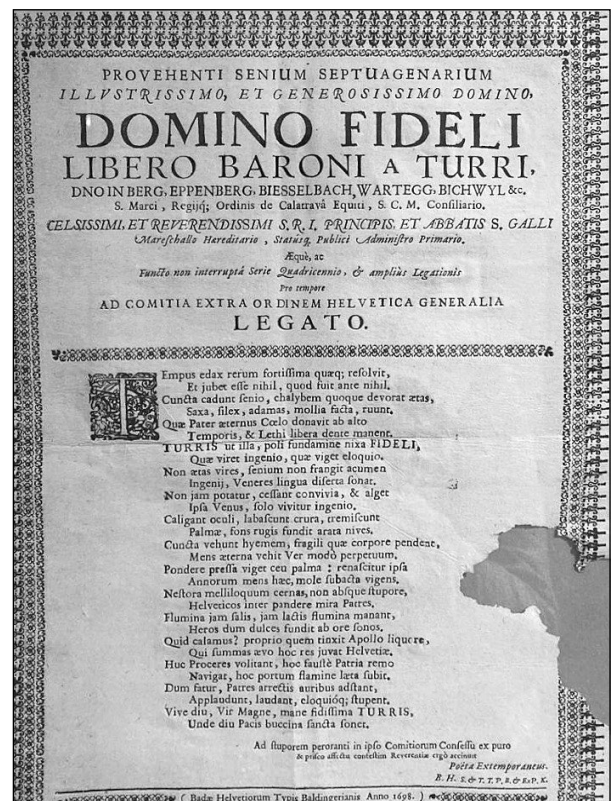 PROVEHENTI SENIUM SEPTUAGENARIUM
ILLVSTRISSIMO, ET GENEROSISSIMO DOMINO,
DOMINO FIDELI
LIBERO BARONI A TURRI,
DNO IN BERG, EPPENBERG, BIESSELBACH, WARTEGG, BICHWYL &c.
S. Marci, Regijq; Ordinis de Calatravâ Equiti, S. C. M. Consiliario.
CELSISSIMI, ET REVERENDISSIMI S. R. I. PRINCIPIS, ET ABBATIS S. GALLI
Mareſchallo Hæreditario, Statûsq; Publici Adminiſtro Primario.
Æquè, ac
Functo non interruptâ Serie Quadricennio, & ampliùs Legationis
Pro tempore
AD COMITIA EXTRA ORDINEM HELVETICA GENERALIA
LEGATO.
TEmpus edax rerum fortiſſima quæq; reſolvit,
Et jubet eſſe nihil, quod fuit ante nihil.
Cuncta cadunt ſenio, chalybem quoque devorat ætas,
Saxa, ſilex, adamas, mollia facta, ruunt.
Quæ Pater æternus Cœlo donavit ab alto
Temporis, & Lethi libera dente manent.
TURRIS ut illa, poli fundamine nixa FIDELI,
Quæ viret ingenio, quæ viget eloquio.
Non ætas vires, ſenium non frangit acumen
Ingenij, Veneres lingua diſerta ſonat.
Non jam potatur, ceſſant convivia, & alget
Ipſa Venus, ſolo vivitur ingenio.
Caligant oculi, labaſcunt crura, tremiſcunt
Palmæ, fons rugis fundit arata nives.
Cuncta vehunt hyemem, fragili quæ corpore pendent,
Mens æterna vehit Ver modò perpetuum.
Pondere preſſa viget ceu palma : renaſcitur ipſa
Annorum mens hæc, mole ſubacta vigens.
Neſtora melliloquum cernas, non abſque ſtupore,
Helveticos inter pandere mira Patres.
Flumina jam ſalis, jam lactis flumina manant,
Heros dum dulces fundit ab ore ſonos.
Quid calamus? proprio quem tinxit Apollo liquore,
Qui ſummas ævo hoc res juvat Helvetiæ.
Huc Proceres volitant, hoc fauſtè Patria remo
Navigat, hoc portum flamine læta ſubit.
Dum fatur, Patres arrectis auribus adſtant,
Applaudunt, laudant, eloquióq; ſtupent.
Vive diu, Vir Magne, mane fidiſſima TURRIS,
Unde diu Pacis buccina ſancta ſonet.
Ad ſtuporem peroranti in ipſo Comitiorum Conſeſſu ex puro
& priſco affectu conteſtim Reverentiæ ergò accinuit
Poëta Extemporaneus.
B. H. S. & T. T. P. B. & ExP. K.
( Badæ Helvetiorum Typis Baldingerianis Anno 1698. )